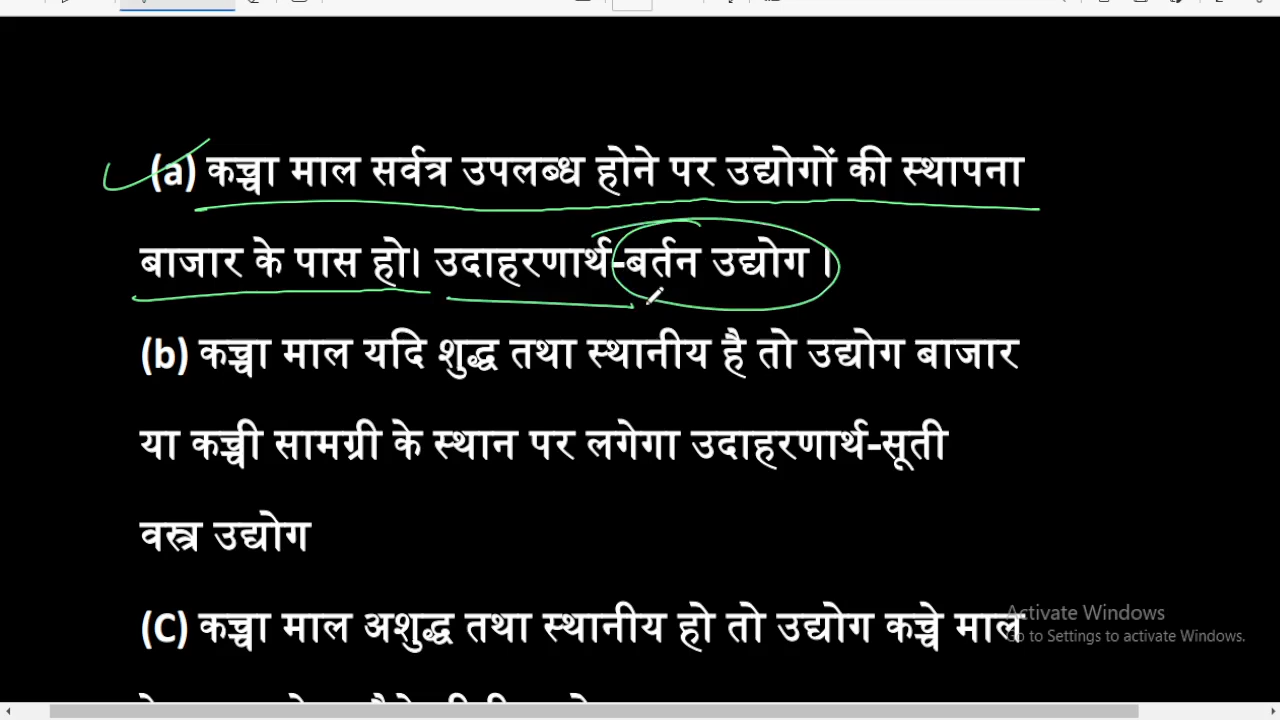 (a) कच्चा माल सर्वत्र उपलब्ध होने पर उद्योगों की स्थापना
बाजार के पास हो। उदाहरणार्थ-बर्तन उद्योग ।
(b) कच्चा माल यदि शुद्ध तथा स्थानीय है तो उद्योग बाजार
या कच्ची सामग्री के स्थान पर लगेगा उदाहरणार्थ-सूती
वस्त्र उद्योग
(C) कच्चा माल अशुद्ध तथा स्थानीय हो तो उद्योग कच्चे माल
Activate Windows
Go to Settings to activate Windows.